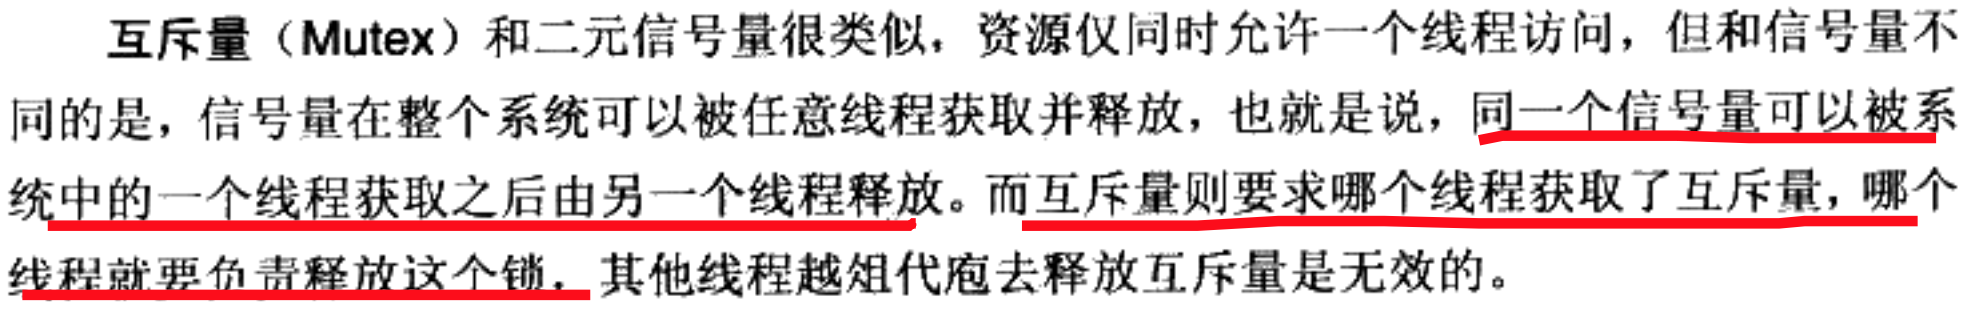 互斥量（Mutex）和二元信号量很类似，资源仅同时允许一个线程访问，但和信号量不
同的是，信号量在整个系统可以被任意线程获取并释放，也就是说，同一个信号量可以被系
统中的一个线程获取之后由另一个线程释放。而互斥量则要求哪个线程获取了互斥量，哪个
线程就要负责释放这个锁，其他线程越俎代庖去释放互斥量是无效的。